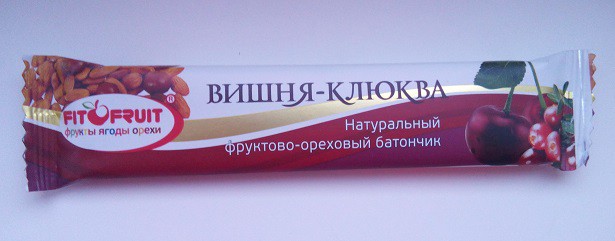 FITOFRUIT®
фрукты ягоды орехи
ВИШНЯ-КЛЮКВА
Натуральный
фруктово-ореховый батончик